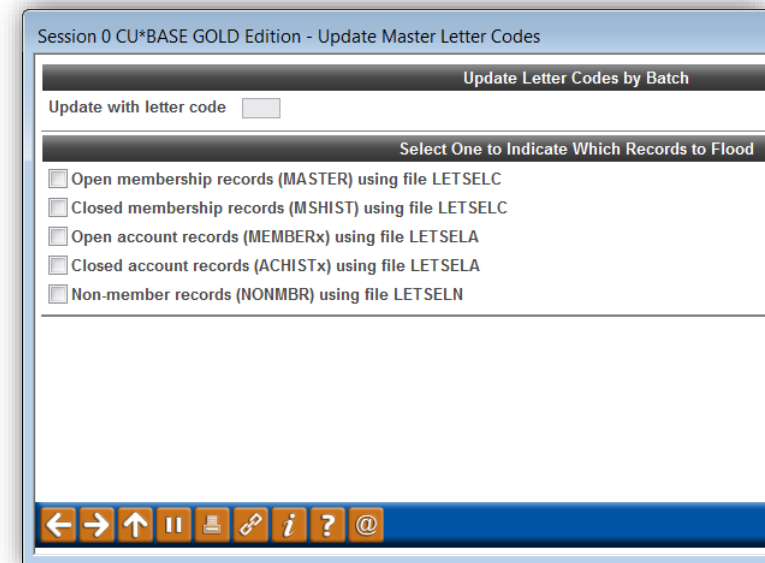 Session 0 CU*BASE GOLD Edition - Update Master Letter Codes
Update Letter Codes by Batch
Update with letter code
Select One to Indicate Which Records to Flood
Open membership records (MASTER) using file LETSELC
Closed membership records (MSHIST) using file LETSELC
Open account records (MEMBERx) using file LETSELA
Closed account records (ACHISTx) using file LETSELA
Non-member records (NONMBR) using file LETSELN
i ? @